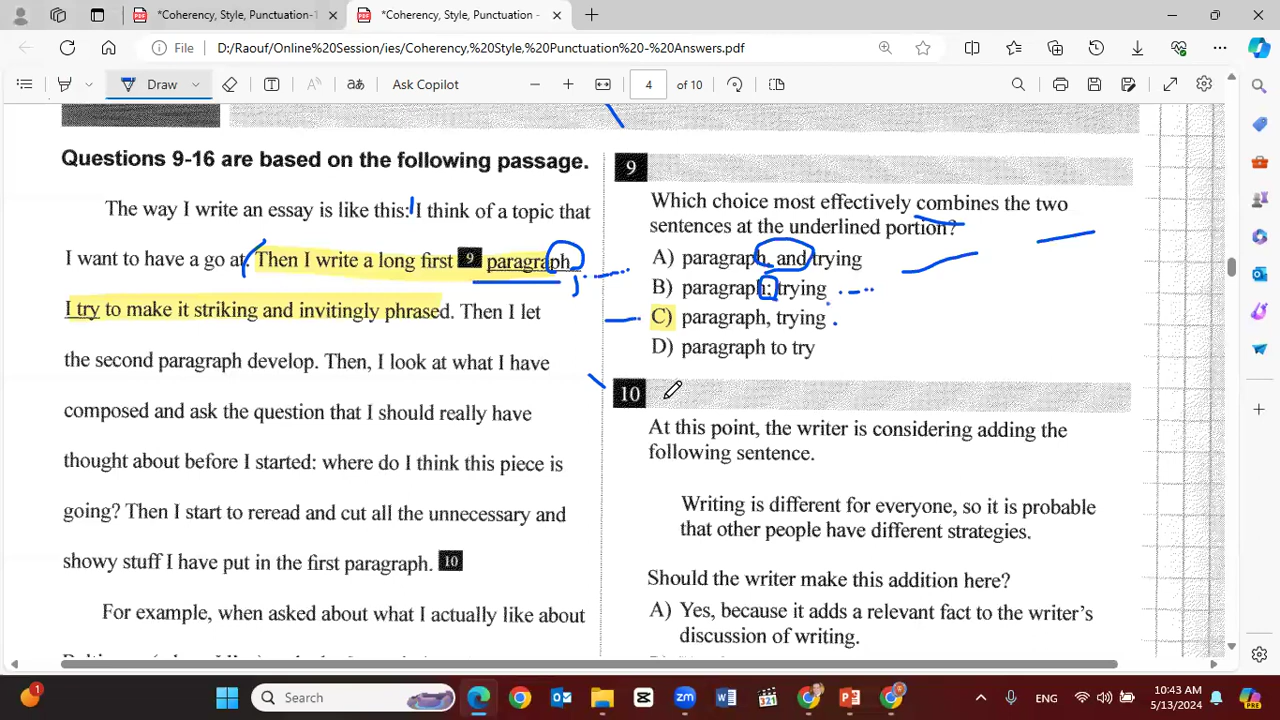 *Coherency, Style, Punctuation -
*Coherency, Style, Punctuation -
File
D:/Raouf/Online%20Session/ies/Coherency,%20Style,%20Punctuation%20-%20Answers.pdf
Draw
Ask Copilot
4
of 10
Questions 9-16 are based on the following passage.
The way I write an essay is like this: I think of a topic that
I want to have a go at. Then I write a long first 9 paragraph.
I try to make it striking and invitingly phrased. Then I let
the second paragraph develop. Then, I look at what I have
composed and ask the question that I should really have
thought about before I started: where do I think this piece is
going? Then I start to reread and cut all the unnecessary and
showy stuff I have put in the first paragraph. 10
For example, when asked about what I actually like about
9
Which choice most effectively combines the two
sentences at the underlined portion?
A) paragraph, and trying
B) paragraph; trying
C) paragraph, trying
D) paragraph to try
10
At this point, the writer is considering adding the
following sentence.
Writing is different for everyone, so it is probable
that other people have different strategies.
Should the writer make this addition here?
A) Yes, because it adds a relevant fact to the writer's
discussion of writing.
1
Search
ENG
10:43 AM
5/13/2024